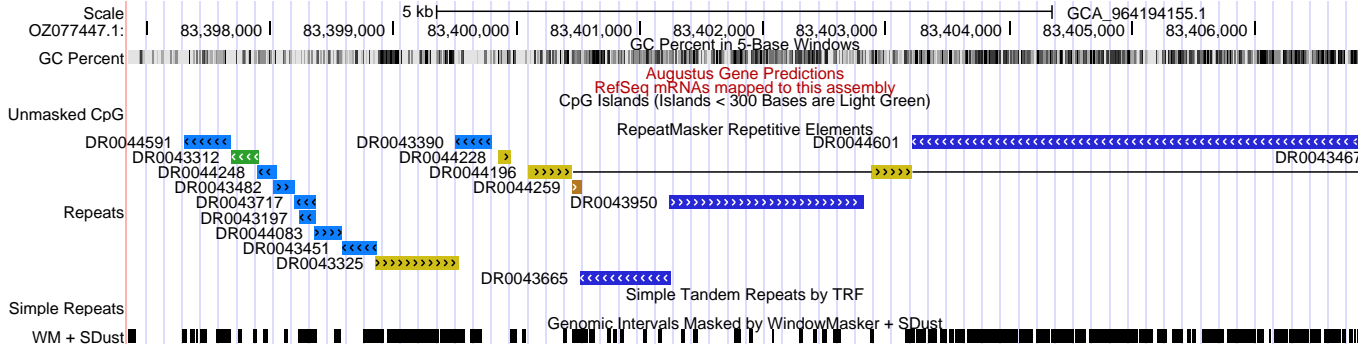 Scale 5 kb GCA_964194155.1
OZ077447.1: 83,398,000 83,399,000 83,400,000 83,401,000 83,402,000 83,403,000 83,404,000 83,405,000 83,406,000
GC Percent in 5-Base Windows
GC Percent
Augustus Gene Predictions
RefSeq mRNAs mapped to this assembly
CpG Islands (Islands < 300 Bases are Light Green)
Unmasked CpG
RepeatMasker Repetitive Elements
DR0044591 DR0043390 DR0044601
DR0043312 DR0044228 DR0043467
DR0044248 DR0044196
DR0043482 DR0044259
DR0043717 DR0043950
Repeats
DR0043197
DR0044083
DR0043451
DR0043325
DR0043665
Simple Tandem Repeats by TRF
Simple Repeats
Genomic Intervals Masked by WindowMasker + SDust
WM + SDust